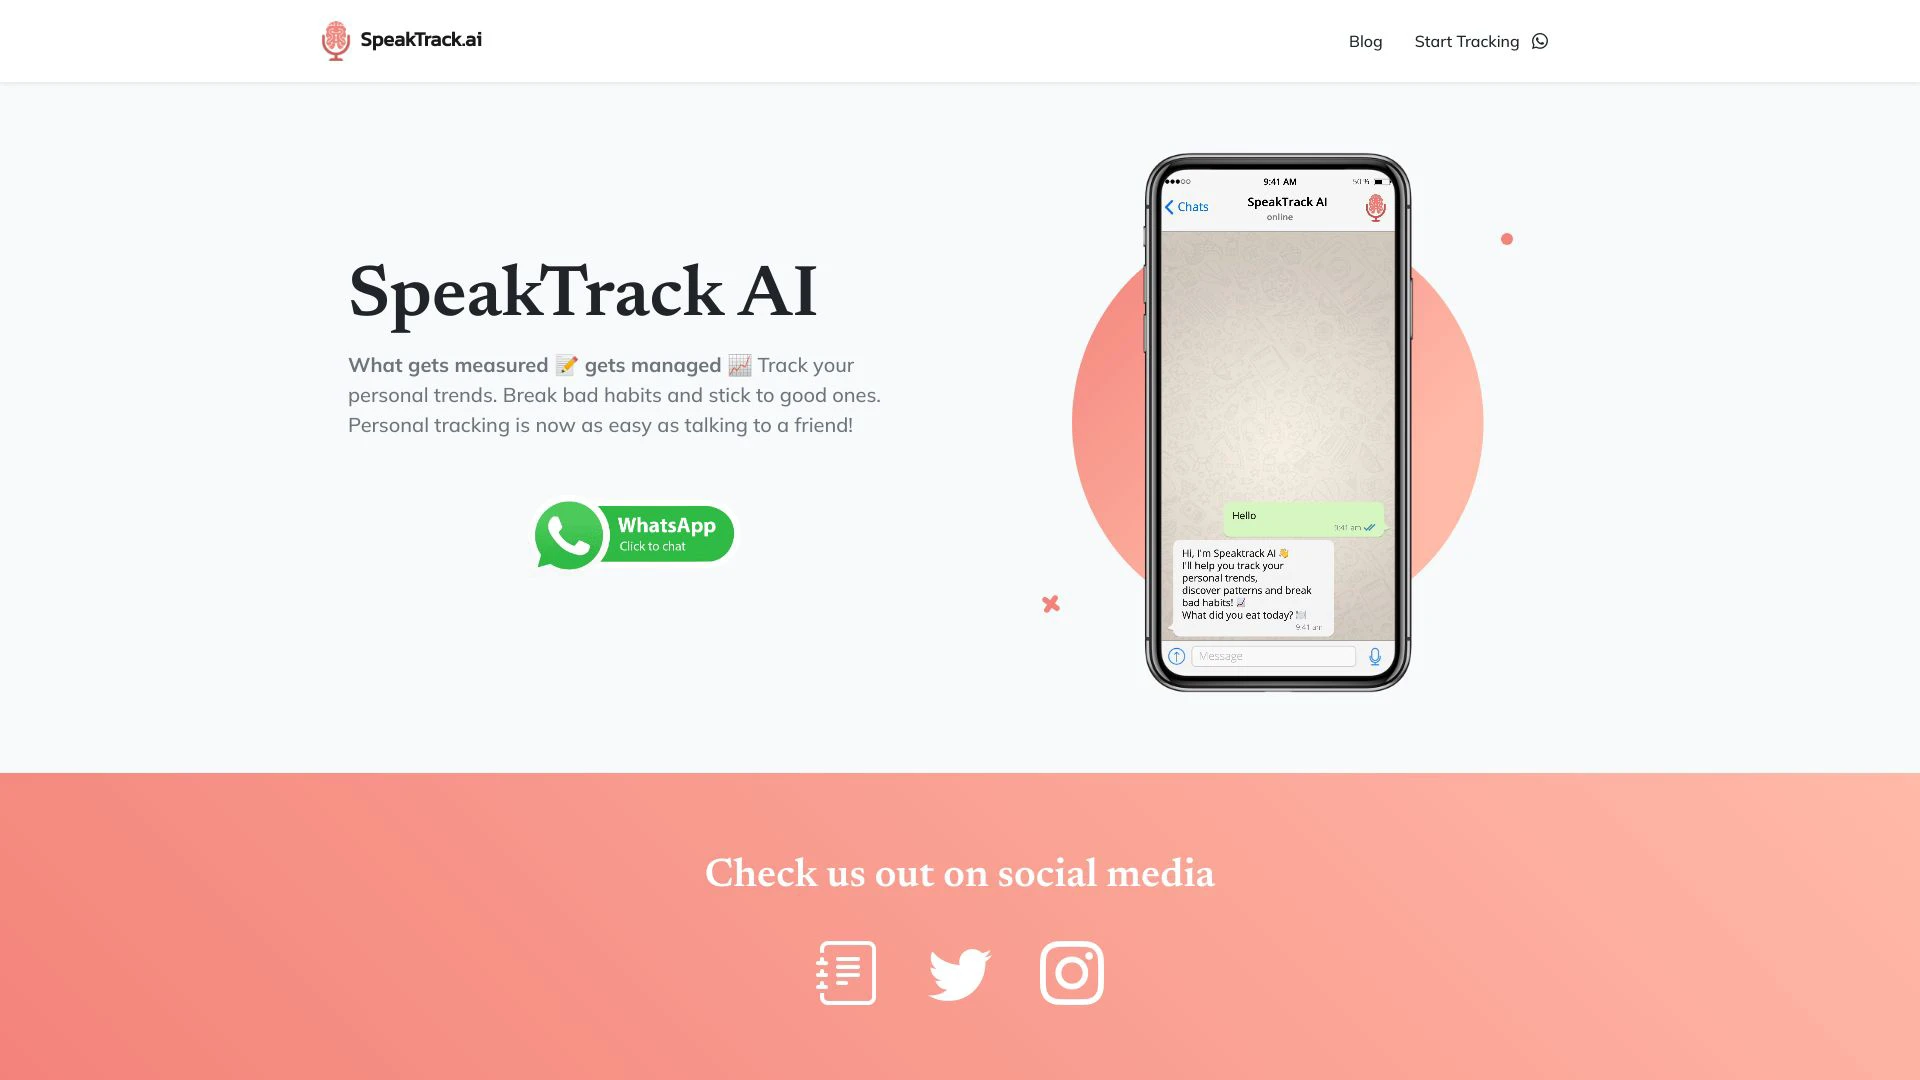 SpeakTrack.ai
Blog
Start Tracking
SpeakTrack AI
What gets measured 📝 gets managed 📈 Track your
personal trends. Break bad habits and stick to good ones.
Personal tracking is now as easy as talking to a friend!
WhatsApp
Click to chat
9:41 AM
50 %
Chats
SpeakTrack AI
online
Hello
9:41 am
Hi, I'm Speaktrack AI 👋
I'll help you track your
personal trends,
discover patterns and break
bad habits! 📈
What did you eat today? 🍽️
9:41 am
Message
Check us out on social media